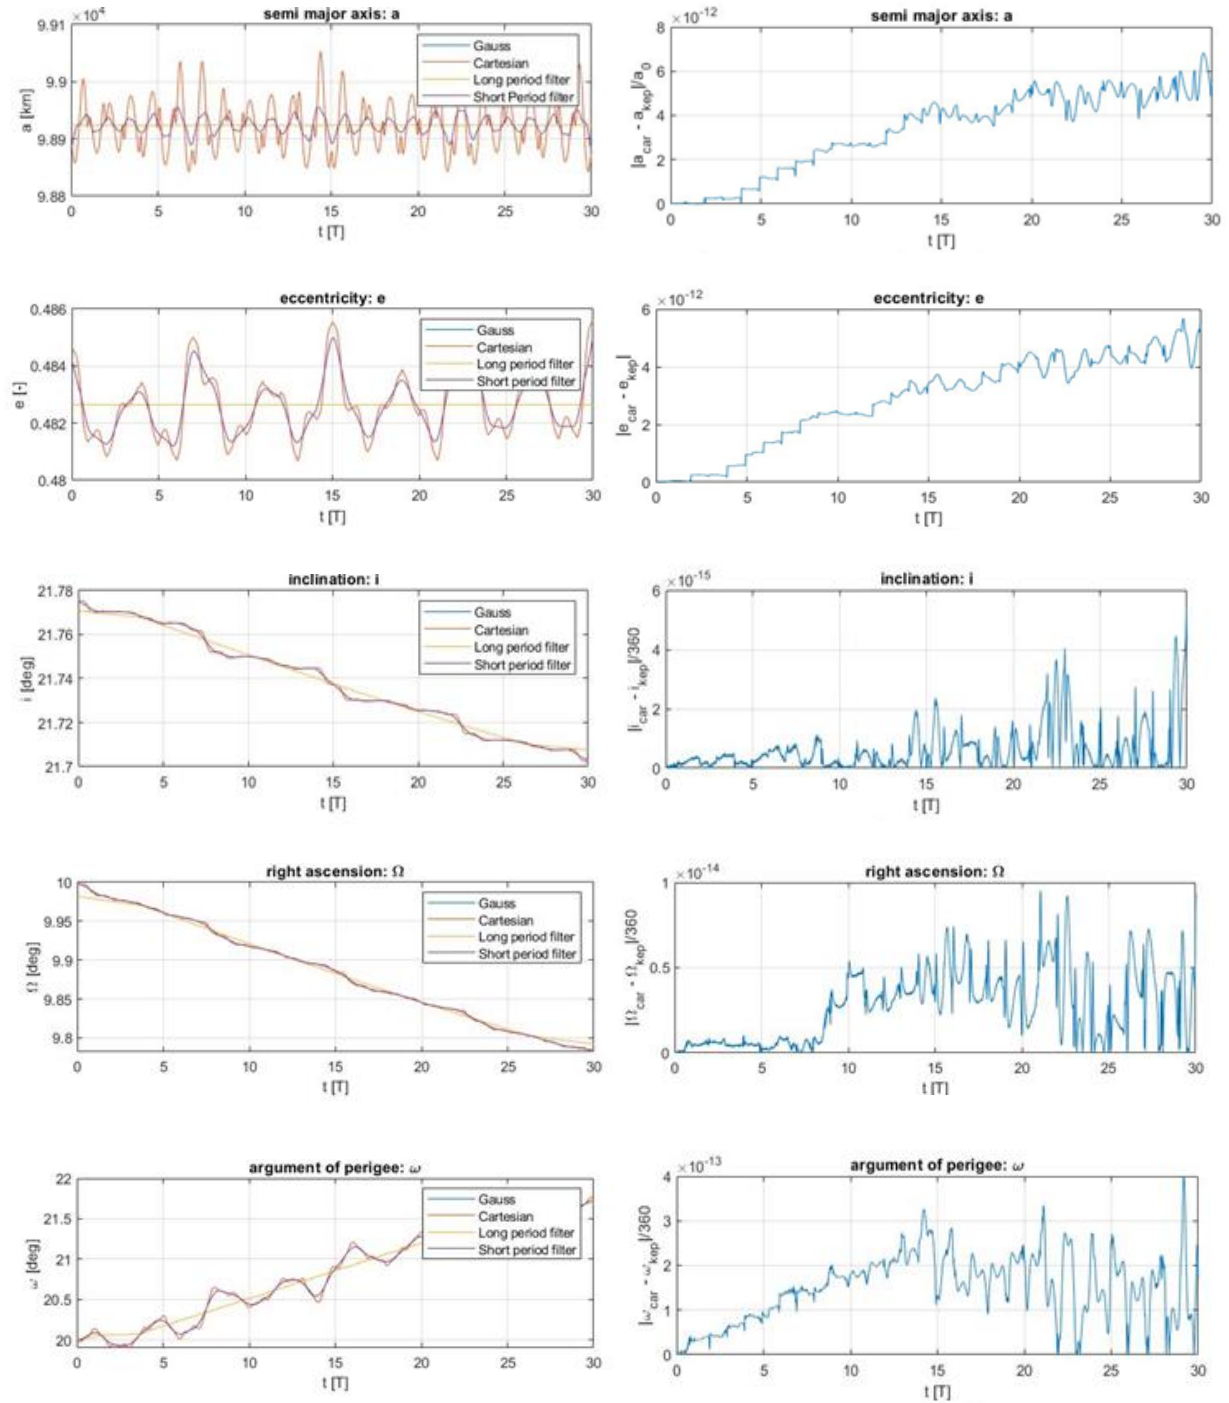 semi major axis: a
×10⁴
9.91
9.9
9.89
9.88
a [km]
Gauss
Cartesian
Long period filter
Short Period filter
0 5 10 15 20 25 30
t [T]
semi major axis: a
×10⁻¹²
8
6
4
2
0
|a_car - a_kep|/a_0
0 5 10 15 20 25 30
t [T]
eccentricity: e
0.486
0.484
0.482
0.48
e [-]
Gauss
Cartesian
Long period filter
Short period filter
0 5 10 15 20 25 30
t [T]
eccentricity: e
×10⁻¹²
6
4
2
0
|e_car - e_kep|
0 5 10 15 20 25 30
t [T]
inclination: i
21.78
21.76
21.74
21.72
21.7
i [deg]
Gauss
Cartesian
Long period filter
Short period filter
0 5 10 15 20 25 30
t [T]
inclination: i
×10⁻¹⁵
6
4
2
0
|i_car - i_kep|/360
0 5 10 15 20 25 30
t [T]
right ascension: Ω
10
9.95
9.9
9.85
9.8
Ω [deg]
Gauss
Cartesian
Long period filter
Short period filter
0 5 10 15 20 25 30
t [T]
right ascension: Ω
×10⁻¹⁴
1
0.5
0
|Ω_car - Ω_kep|/360
0 5 10 15 20 25 30
t [T]
argument of perigee: ω
22
21.5
21
20.5
20
ω [deg]
Gauss
Cartesian
Long period filter
Short period filter
0 5 10 15 20 25 30
t [T]
argument of perigee: ω
×10⁻¹³
4
3
2
1
0
|ω_car - ω_kep|/360
0 5 10 15 20 25 30
t [T]